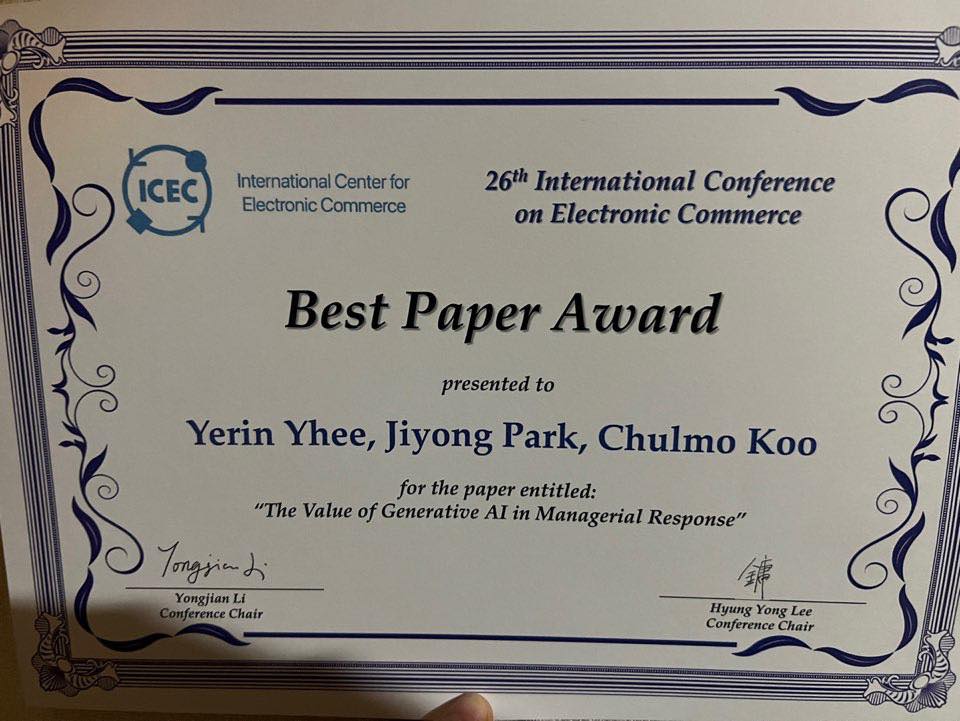 ICEC
International Center for
Electronic Commerce
26th International Conference
on Electronic Commerce
Best Paper Award
presented to
Yerin Yhee, Jiyong Park, Chulmo Koo
for the paper entitled:
“The Value of Generative AI in Managerial Response”
Yongjian Li
Yongjian Li
Conference Chair
鏞
Hyung Yong Lee
Conference Chair